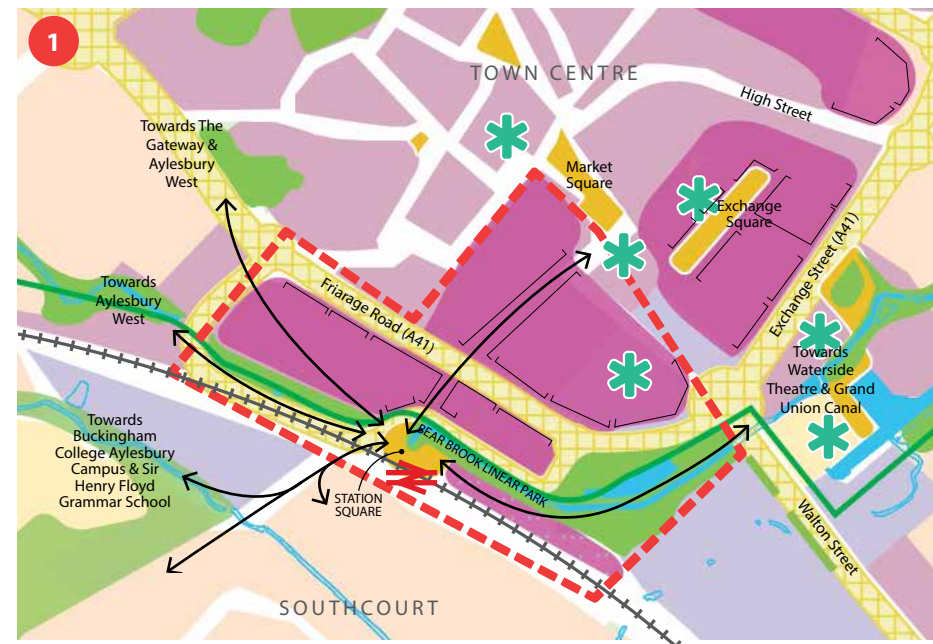 1
TOWN CENTRE
High Street
Towards The
Gateway &
Aylesbury
West
Market
Square
Exchange
Square
Exchange Street (A41)
Towards
Aylesbury
West
Friarage Road (A41)
Towards
Waterside
Theatre & Grand
Union Canal
Towards
Buckingham
College Aylesbury
Campus & Sir
Henry Floyd
Grammar School
BEAR BROOK LINEAR PARK
STATION
SQUARE
Walton Street
SOUTHCOURT